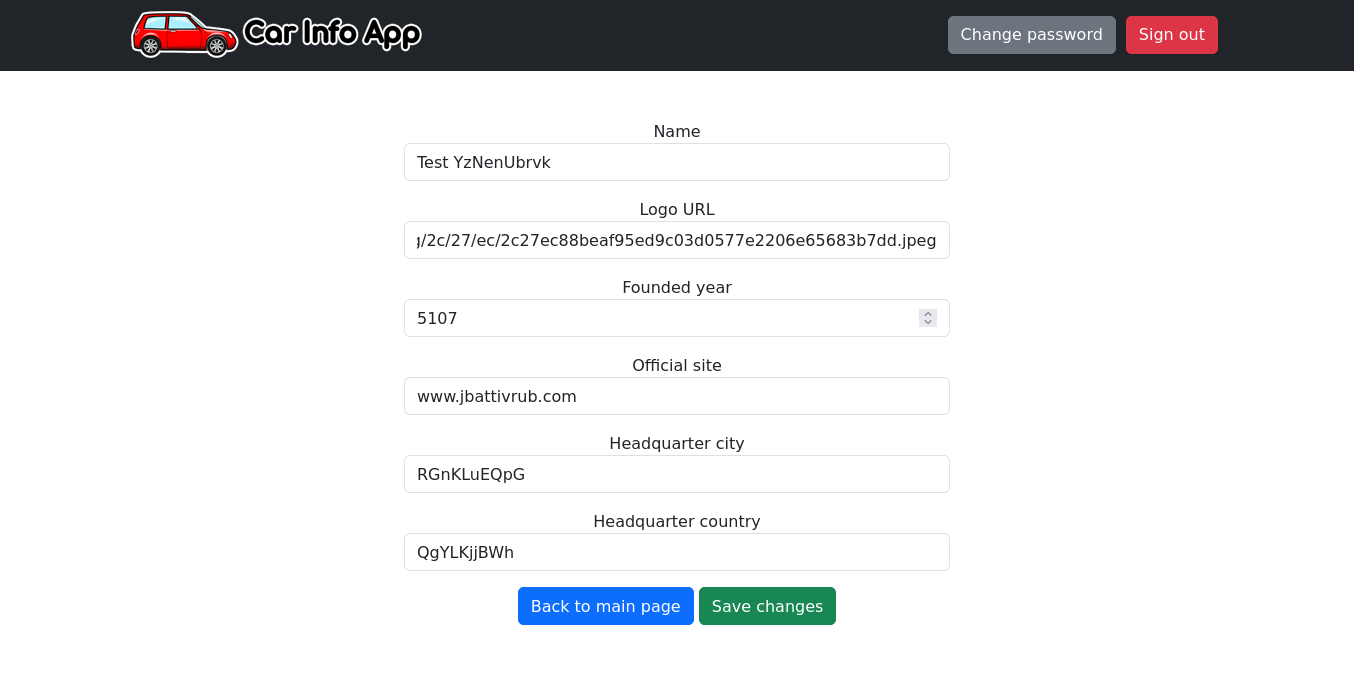 Car Info App
Change password
Sign out
Name
Test YzNenUbrvk
Logo URL
/2c/27/ec/2c27ec88beaf95ed9c03d0577e2206e65683b7dd.jpeg
Founded year
5107
Official site
www.jbattivrub.com
Headquarter city
RGnKLuEQpG
Headquarter country
QgYLKjjBWh
Back to main page
Save changes